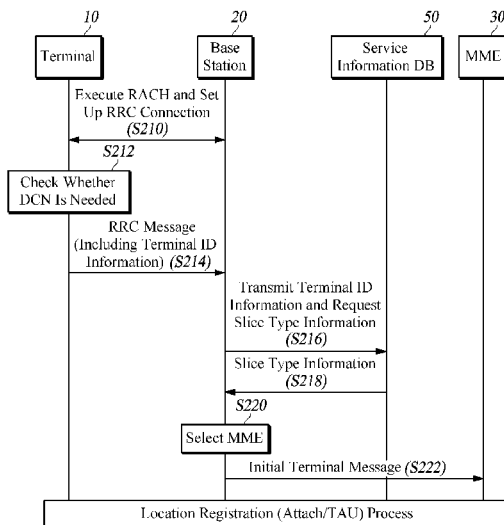 10
20
50
30
Terminal
Base
Station
Service
Information DB
MME
Execute RACH and Set
Up RRC Connection
(S210)
S212
Check Whether
DCN Is Needed
RRC Message
(Including Terminal ID
Information) (S214)
Transmit Terminal ID
Information and Request
Slice Type Information
(S216)
Slice Type Information
(S218)
S220
Select MME
Initial Terminal Message (S222)
Location Registration (Attach/TAU) Process